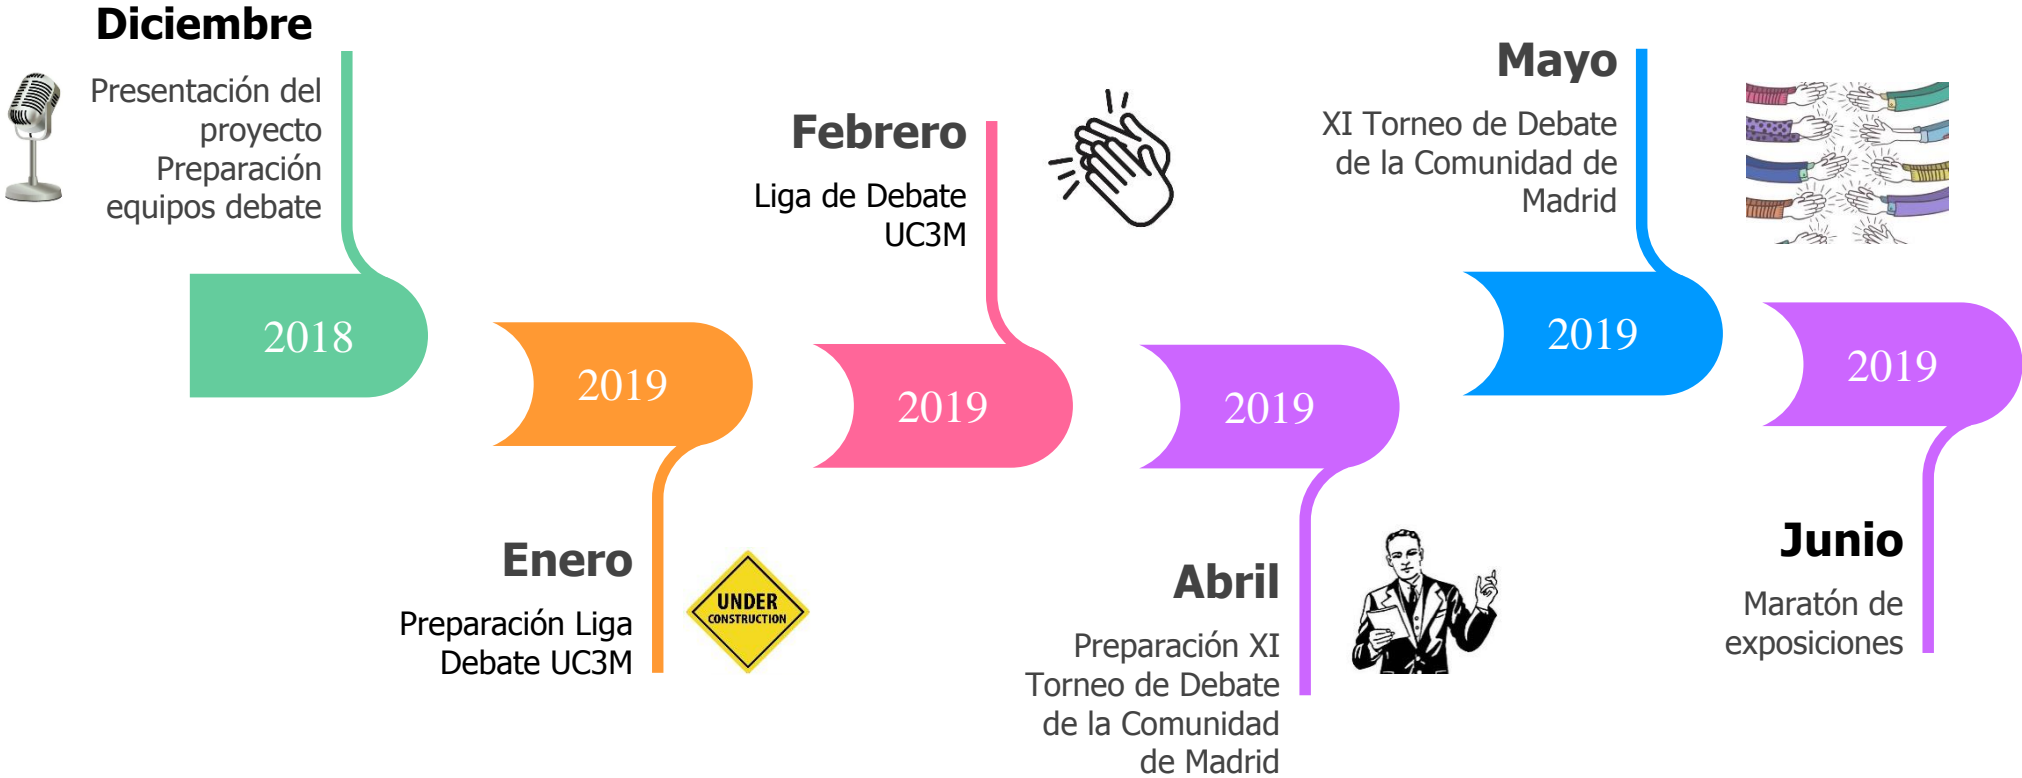 Diciembre
Presentación del
proyecto
Preparación
equipos debate
2018
2019
Enero
Preparación Liga
Debate UC3M
UNDER
CONSTRUCTION
Febrero
Liga de Debate
UC3M
2019
2019
Abril
Preparación XI
Torneo de Debate
de la Comunidad
de Madrid
Mayo
XI Torneo de Debate
de la Comunidad de
Madrid
2019
2019
Junio
Maratón de
exposiciones